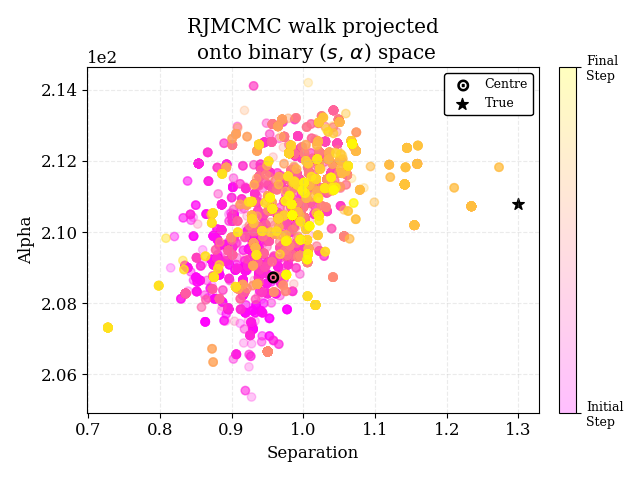 RJMCMC walk projected
onto binary (s, α) space
1e2
2.14
2.12
2.10
2.08
2.06
Alpha
0.7 0.8 0.9 1.0 1.1 1.2 1.3
Separation
Centre
True
Final
Step
Initial
Step